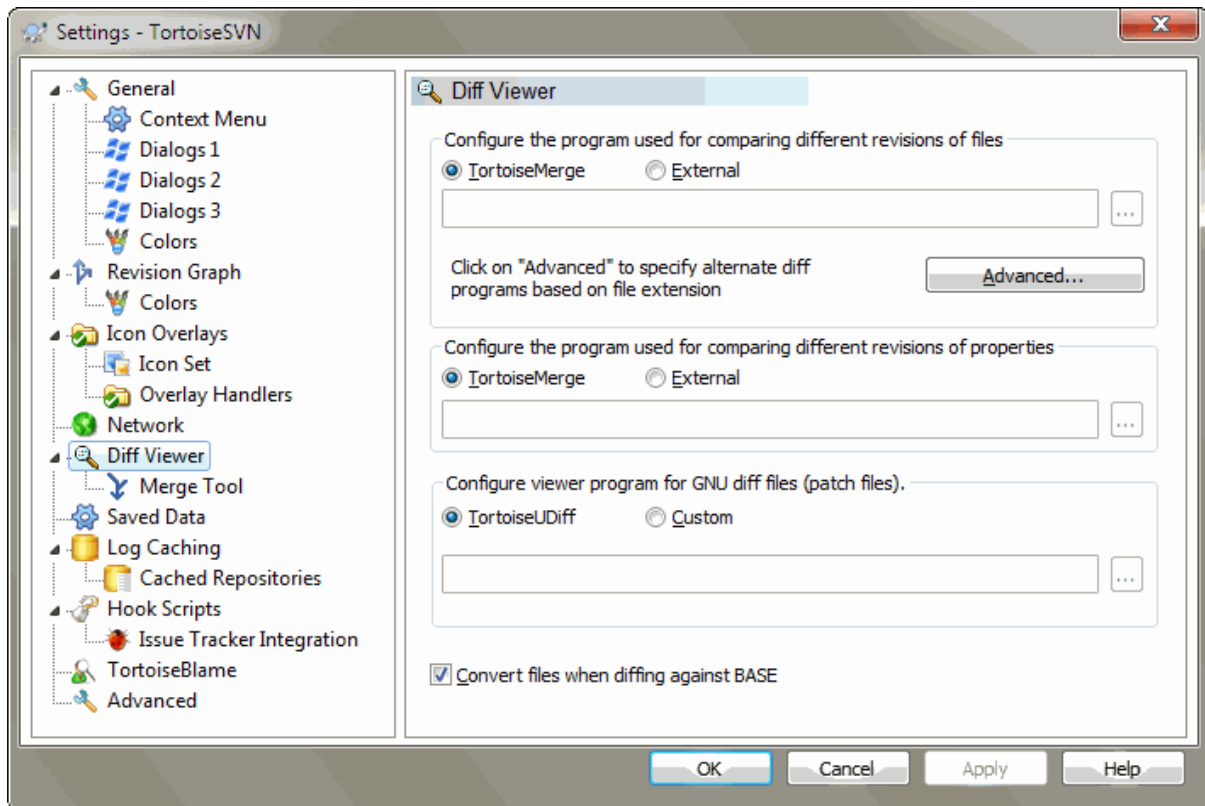 Settings - TortoiseSVN
X
General
Context Menu
Dialogs 1
Dialogs 2
Dialogs 3
Colors
Revision Graph
Colors
Icon Overlays
Icon Set
Overlay Handlers
Network
Diff Viewer
Merge Tool
Saved Data
Log Caching
Cached Repositories
Hook Scripts
Issue Tracker Integration
TortoiseBlame
Advanced
Diff Viewer
Configure the program used for comparing different revisions of files
TortoiseMerge External
...
Click on "Advanced" to specify alternate diff
programs based on file extension
Advanced...
Configure the program used for comparing different revisions of properties
TortoiseMerge External
...
Configure viewer program for GNU diff files (patch files).
TortoiseUDiff Custom
...
Convert files when diffing against BASE
OK Cancel Apply Help